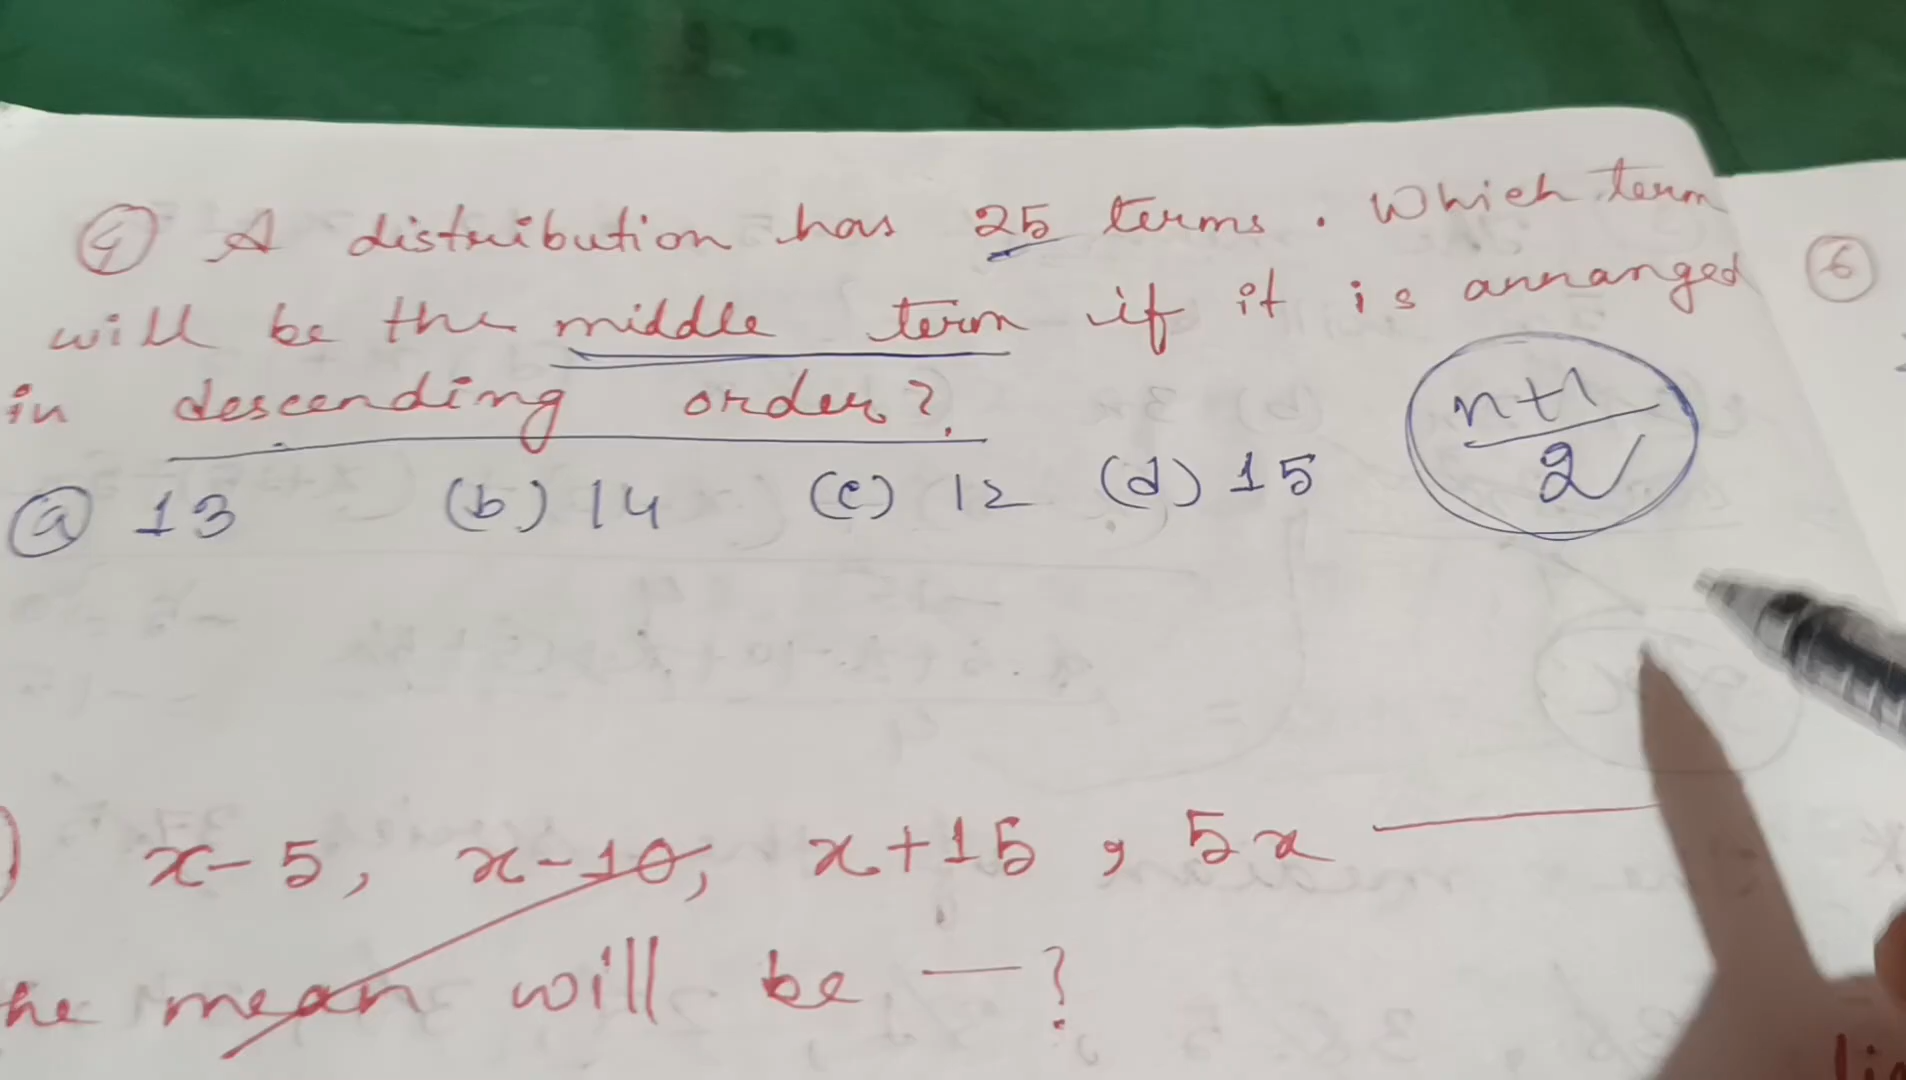 ④ A distribution has 25 terms. Which term
will be the middle term if it is arranged
in descending order?
n+1
2
(a) 13 (b) 14 (c) 12 (d) 15
⑥
) x-5, x-10, x+15, 5x
he mean will be — ?